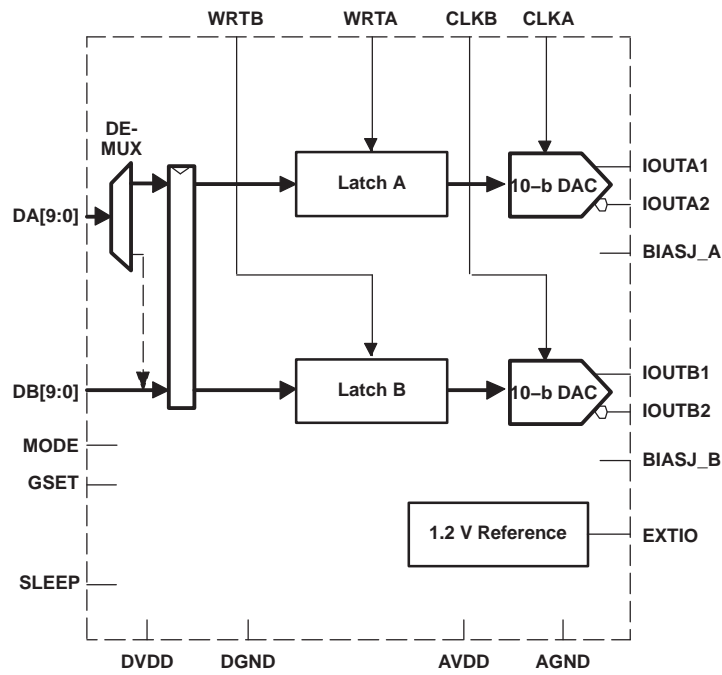 WRTB WRTA CLKB CLKA
DE-
MUX
IOUTA1
Latch A
10–b DAC
IOUTA2
DA[9:0]
BIASJ_A
IOUTB1
DB[9:0]
Latch B
10–b DAC
IOUTB2
MODE
BIASJ_B
GSET
1.2 V Reference
EXTIO
SLEEP
DVDD DGND AVDD AGND